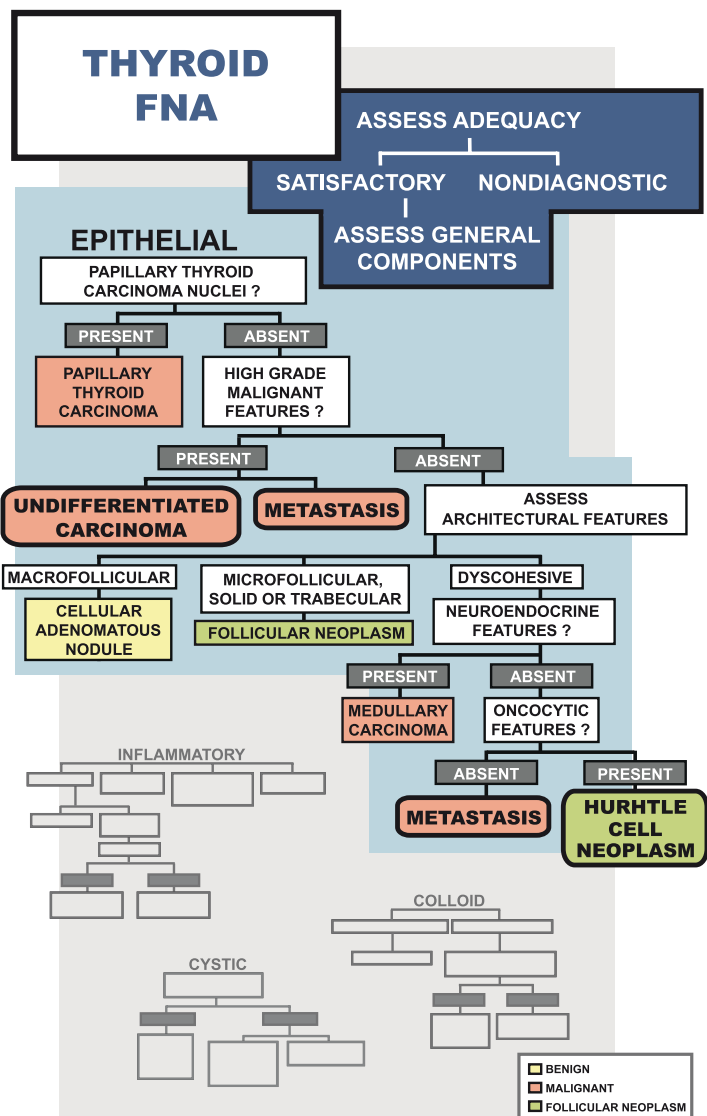 THYROID
FNA
ASSESS ADEQUACY
SATISFACTORY NONDIAGNOSTIC
ASSESS GENERAL
COMPONENTS
EPITHELIAL
PAPILLARY THYROID
CARCINOMA NUCLEI ?
PRESENT ABSENT
PAPILLARY
THYROID
CARCINOMA
HIGH GRADE
MALIGNANT
FEATURES ?
PRESENT ABSENT
UNDIFFERENTIATED
CARCINOMA
METASTASIS
ASSESS
ARCHITECTURAL FEATURES
MACROFOLLICULAR
CELLULAR
ADENOMATOUS
NODULE
MICROFOLLICULAR,
SOLID OR TRABECULAR
FOLLICULAR NEOPLASM
DYSCOHESIVE
NEUROENDOCRINE
FEATURES ?
PRESENT ABSENT
MEDULLARY
CARCINOMA
ONCOCYTIC
FEATURES ?
ABSENT PRESENT
METASTASIS
HURHTLE
CELL
NEOPLASM
INFLAMMATORY
COLLOID
CYSTIC
BENIGN
MALIGNANT
FOLLICULAR NEOPLASM